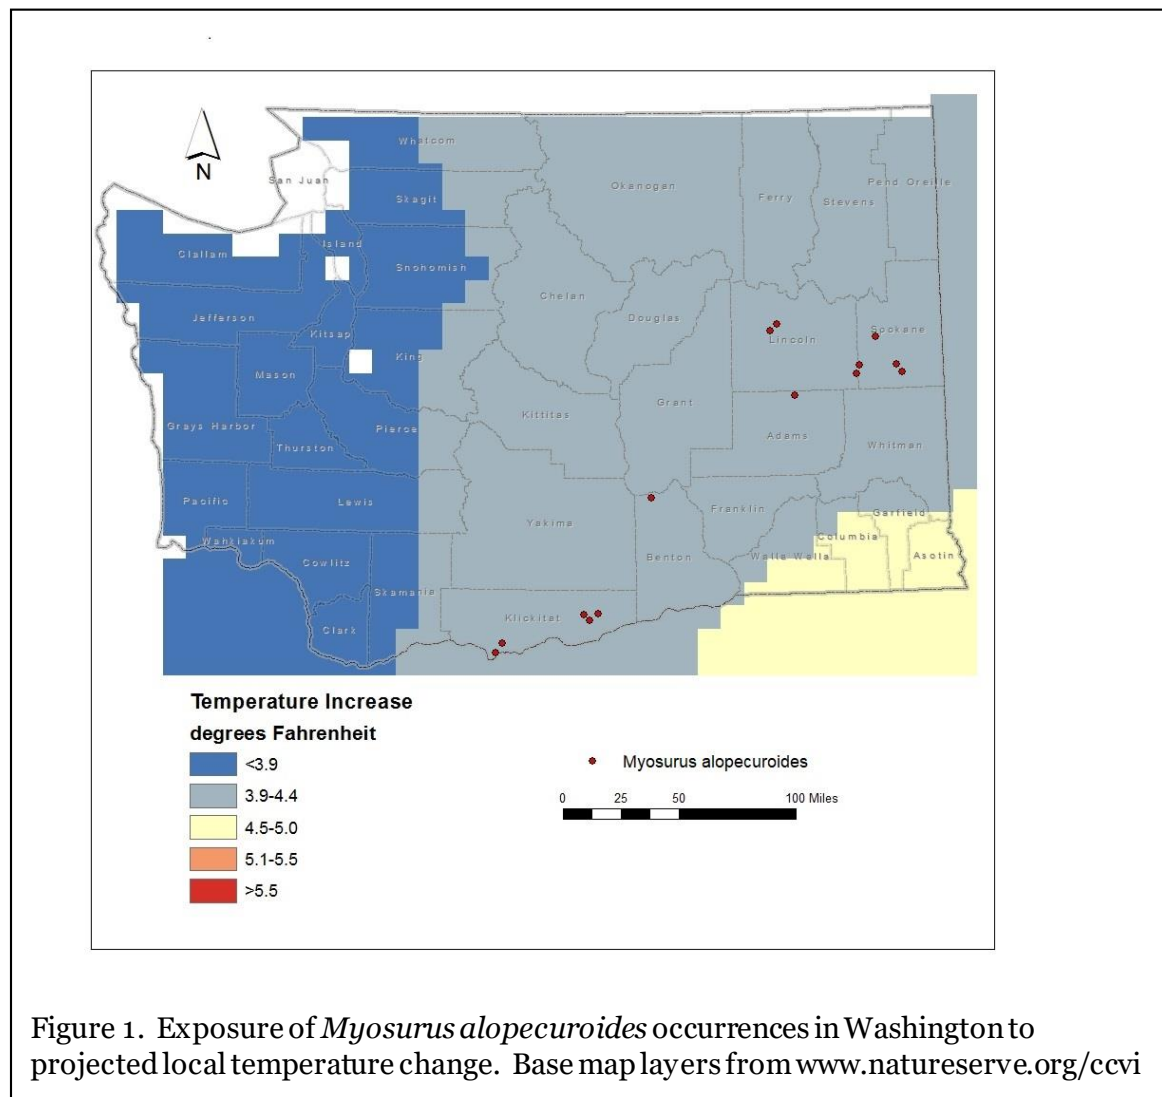 N
Whatcom
San Juan
Okanogan
Ferry
Stevens
Pend Oreille
Skagit
Island
Clallam
Snohomish
Chelan
Jefferson
Douglas
Kitsap
Lincoln
Spokane
King
Mason
Grant
Kittitas
Grays Harbor
Pierce
Adams
Whitman
Thurston
Pacific
Lewis
Yakima
Franklin
Garfield
Wahkiakum
Columbia
Cowlitz
Benton
Walla Walla
Asotin
Skamania
Klickitat
Clark
Temperature Increase
degrees Fahrenheit
<3.9
3.9-4.4
4.5-5.0
5.1-5.5
>5.5
Myosurus alopecuroides
0 25 50 100 Miles
Figure 1. Exposure of Myosurus alopecuroides occurrences in Washington to
projected local temperature change. Base map layers from www.natureserve.org/ccvi